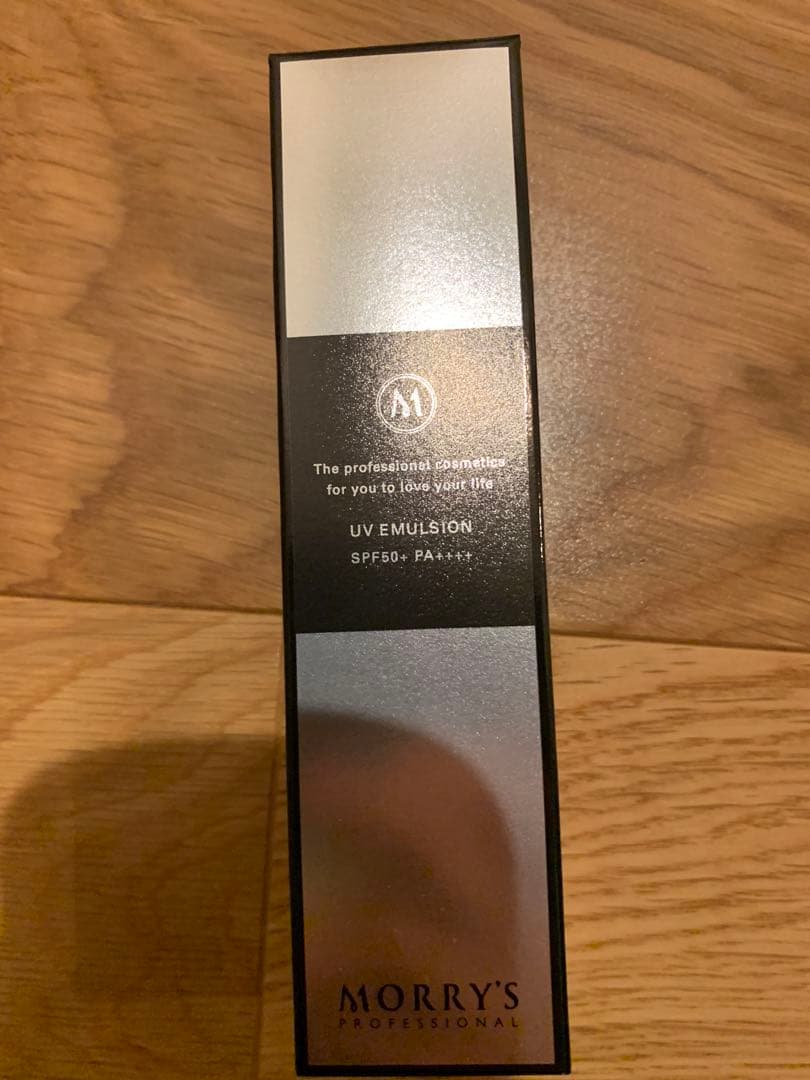 M
The professional cosmetics
for you to love your life
UV EMULSION
SPF50+ PA++++
MORRY'S
PROFESSIONAL